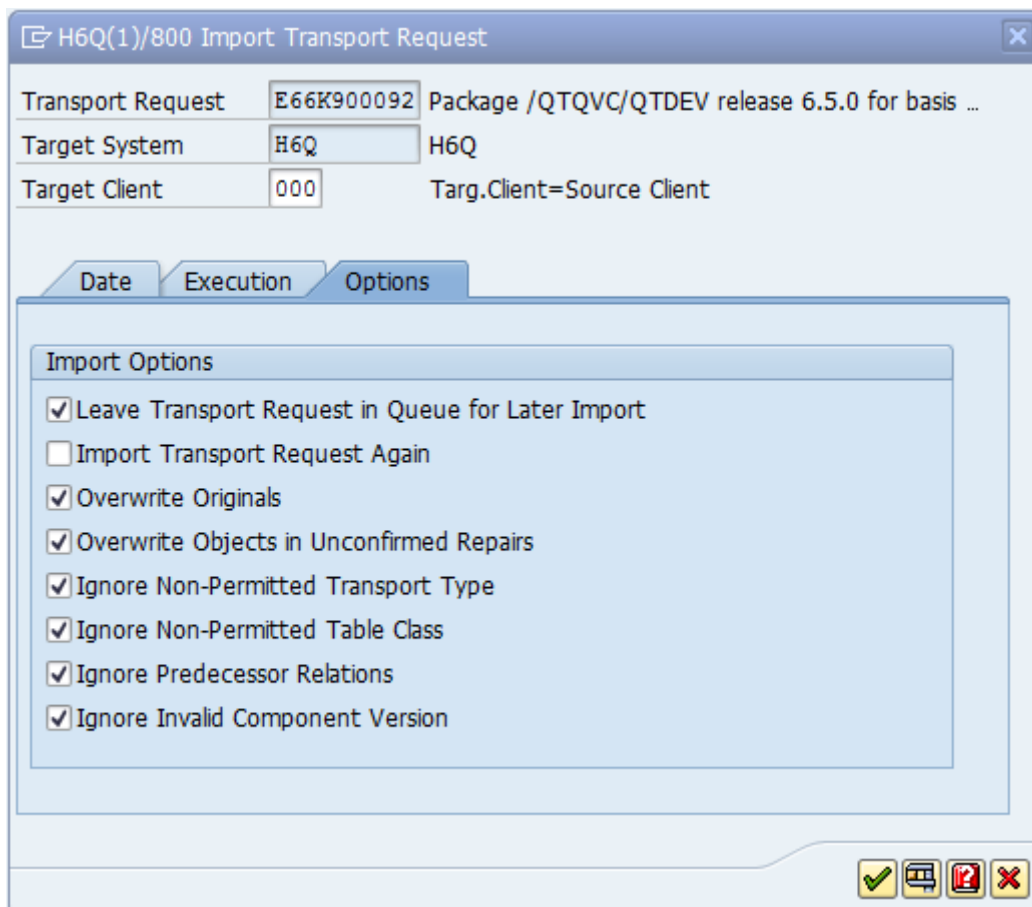 H6Q(1)/800 Import Transport Request
Transport Request E66K900092 Package /QTQVC/QTDEV release 6.5.0 for basis ...
Target System H6Q H6Q
Target Client 000 Targ.Client=Source Client
Date Execution Options
Import Options
Leave Transport Request in Queue for Later Import
Import Transport Request Again
Overwrite Originals
Overwrite Objects in Unconfirmed Repairs
Ignore Non-Permitted Transport Type
Ignore Non-Permitted Table Class
Ignore Predecessor Relations
Ignore Invalid Component Version